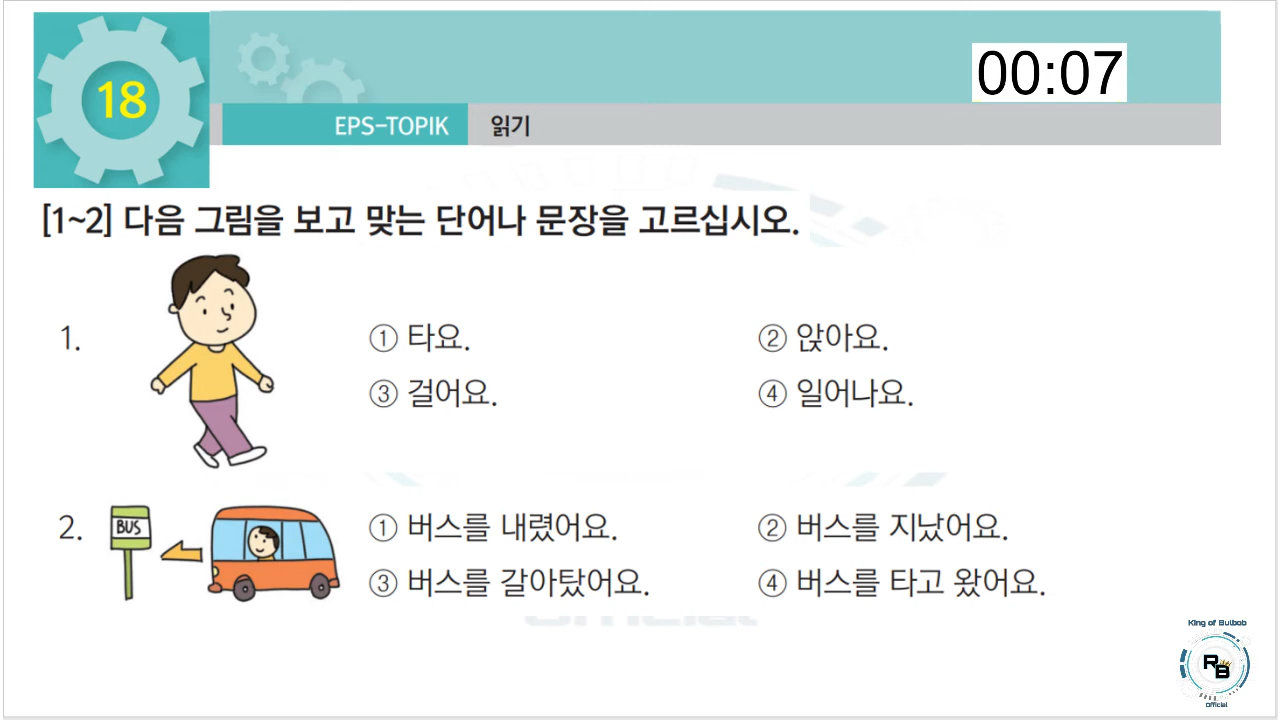 18
00:07
EPS-TOPIK 읽기
[1~2] 다음 그림을 보고 맞는 단어나 문장을 고르십시오.
1.
① 타요. ② 앉아요.
③ 걸어요. ④ 일어나요.
2.
BUS
① 버스를 내렸어요. ② 버스를 지났어요.
③ 버스를 갈아탔어요. ④ 버스를 타고 왔어요.
Official
King of Bulbob
RB
Official